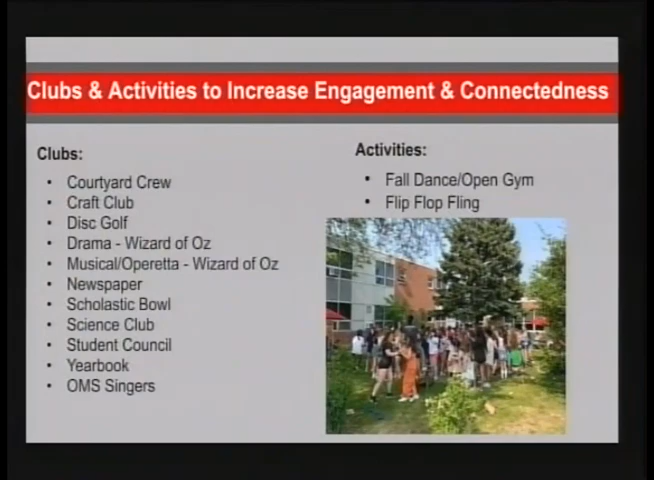 Clubs & Activities to Increase Engagement & Connectedness
Clubs:
• Courtyard Crew
• Craft Club
• Disc Golf
• Drama - Wizard of Oz
• Musical/Operetta - Wizard of Oz
• Newspaper
• Scholastic Bowl
• Science Club
• Student Council
• Yearbook
• OMS Singers
Activities:
• Fall Dance/Open Gym
• Flip Flop Fling